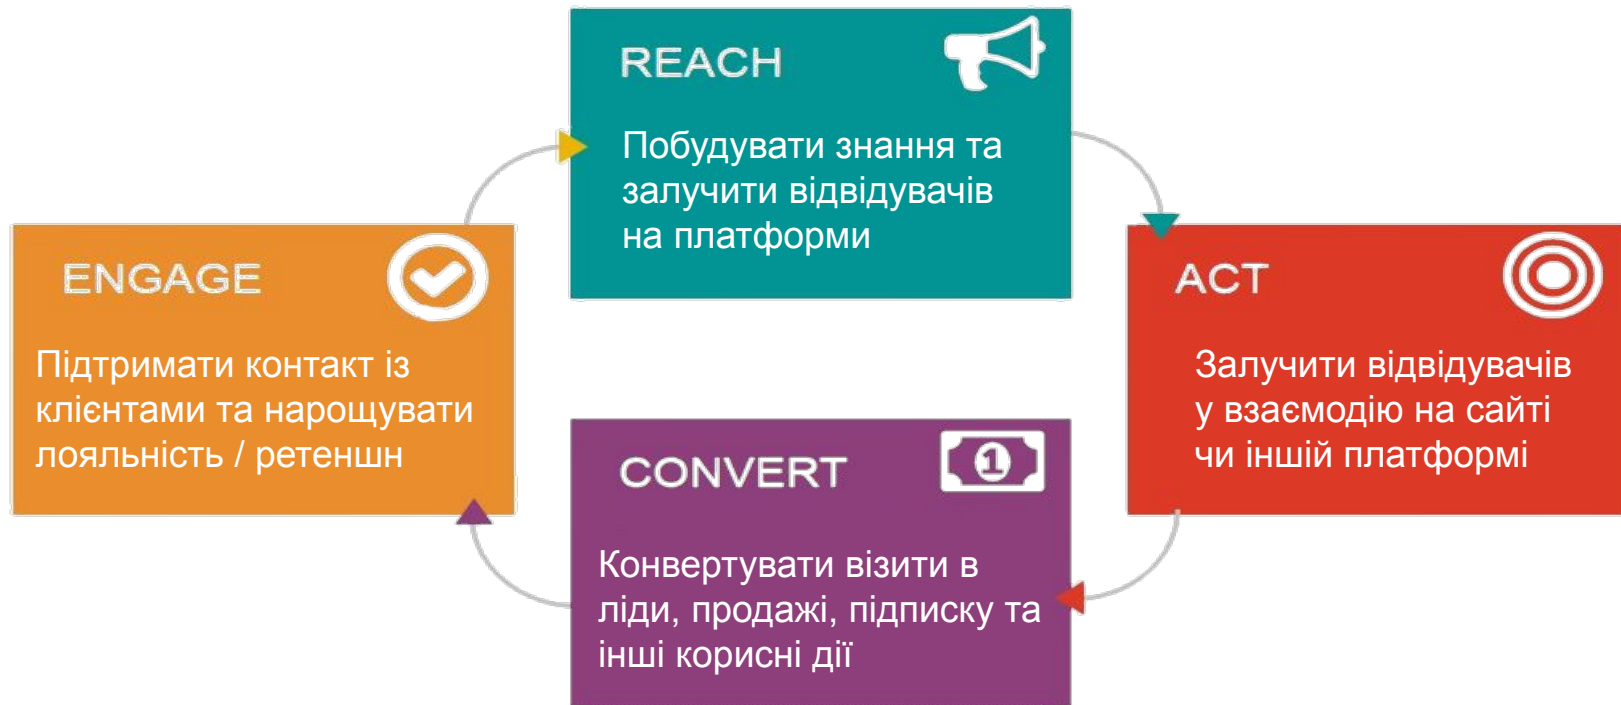 REACH
Побудувати знання та
залучити відвідувачів
на платформи
ACT
Залучити відвідувачів
у взаємодію на сайті
чи іншій платформі
CONVERT
1
Конвертувати візити в
ліди, продажі, підписку та
інші корисні дії
ENGAGE
Підтримати контакт із
клієнтами та нарощувати
лояльність / ретеншн